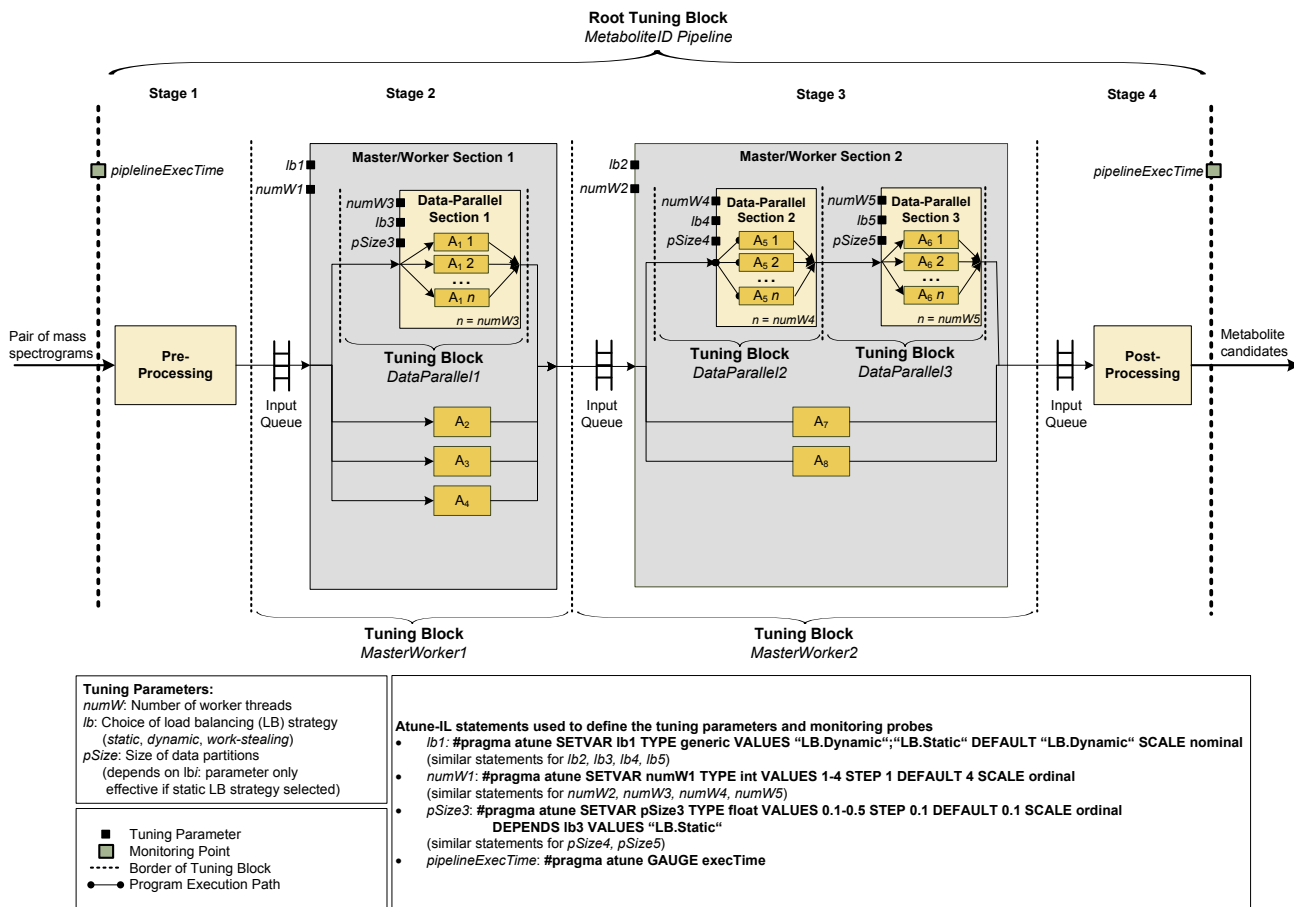 Root Tuning Block
MetaboliteID Pipeline
Stage 1
Stage 2
Stage 3
Stage 4
piplelineExecTime
lb1
numW1
Master/Worker Section 1
numW3
lb3
pSize3
Data-Parallel
Section 1
A₁ 1
A₁ 2
...
A₁ n
n = numW3
Tuning Block
DataParallel1
lb2
numW2
Master/Worker Section 2
numW4
lb4
pSize4
Data-Parallel
Section 2
A₅ 1
A₅ 2
...
A₅ n
n = numW4
Tuning Block
DataParallel2
numW5
lb5
pSize5
Data-Parallel
Section 3
A₆ 1
A₆ 2
...
A₆ n
n = numW5
Tuning Block
DataParallel3
pipelineExecTime
Pair of mass
spectrograms
Pre-
Processing
Input
Queue
A₂
A₃
A₄
Input
Queue
A₇
A₈
Input
Queue
Post-
Processing
Metabolite
candidates
Tuning Block
MasterWorker1
Tuning Block
MasterWorker2
Tuning Parameters:
numW: Number of worker threads
lb: Choice of load balancing (LB) strategy
(static, dynamic, work-stealing)
pSize: Size of data partitions
(depends on lbi: parameter only
effective if static LB strategy selected)
Tuning Parameter
Monitoring Point
Border of Tuning Block
Program Execution Path
Atune-IL statements used to define the tuning parameters and monitoring probes
• lb1: #pragma atune SETVAR lb1 TYPE generic VALUES “LB.Dynamic“;“LB.Static“ DEFAULT “LB.Dynamic“ SCALE nominal
(similar statements for lb2, lb3, lb4, lb5)
• numW1: #pragma atune SETVAR numW1 TYPE int VALUES 1-4 STEP 1 DEFAULT 4 SCALE ordinal
(similar statements for numW2, numW3, numW4, numW5)
• pSize3: #pragma atune SETVAR pSize3 TYPE float VALUES 0.1-0.5 STEP 0.1 DEFAULT 0.1 SCALE ordinal
DEPENDS lb3 VALUES “LB.Static“
(similar statements for pSize4, pSize5)
• pipelineExecTime: #pragma atune GAUGE execTime